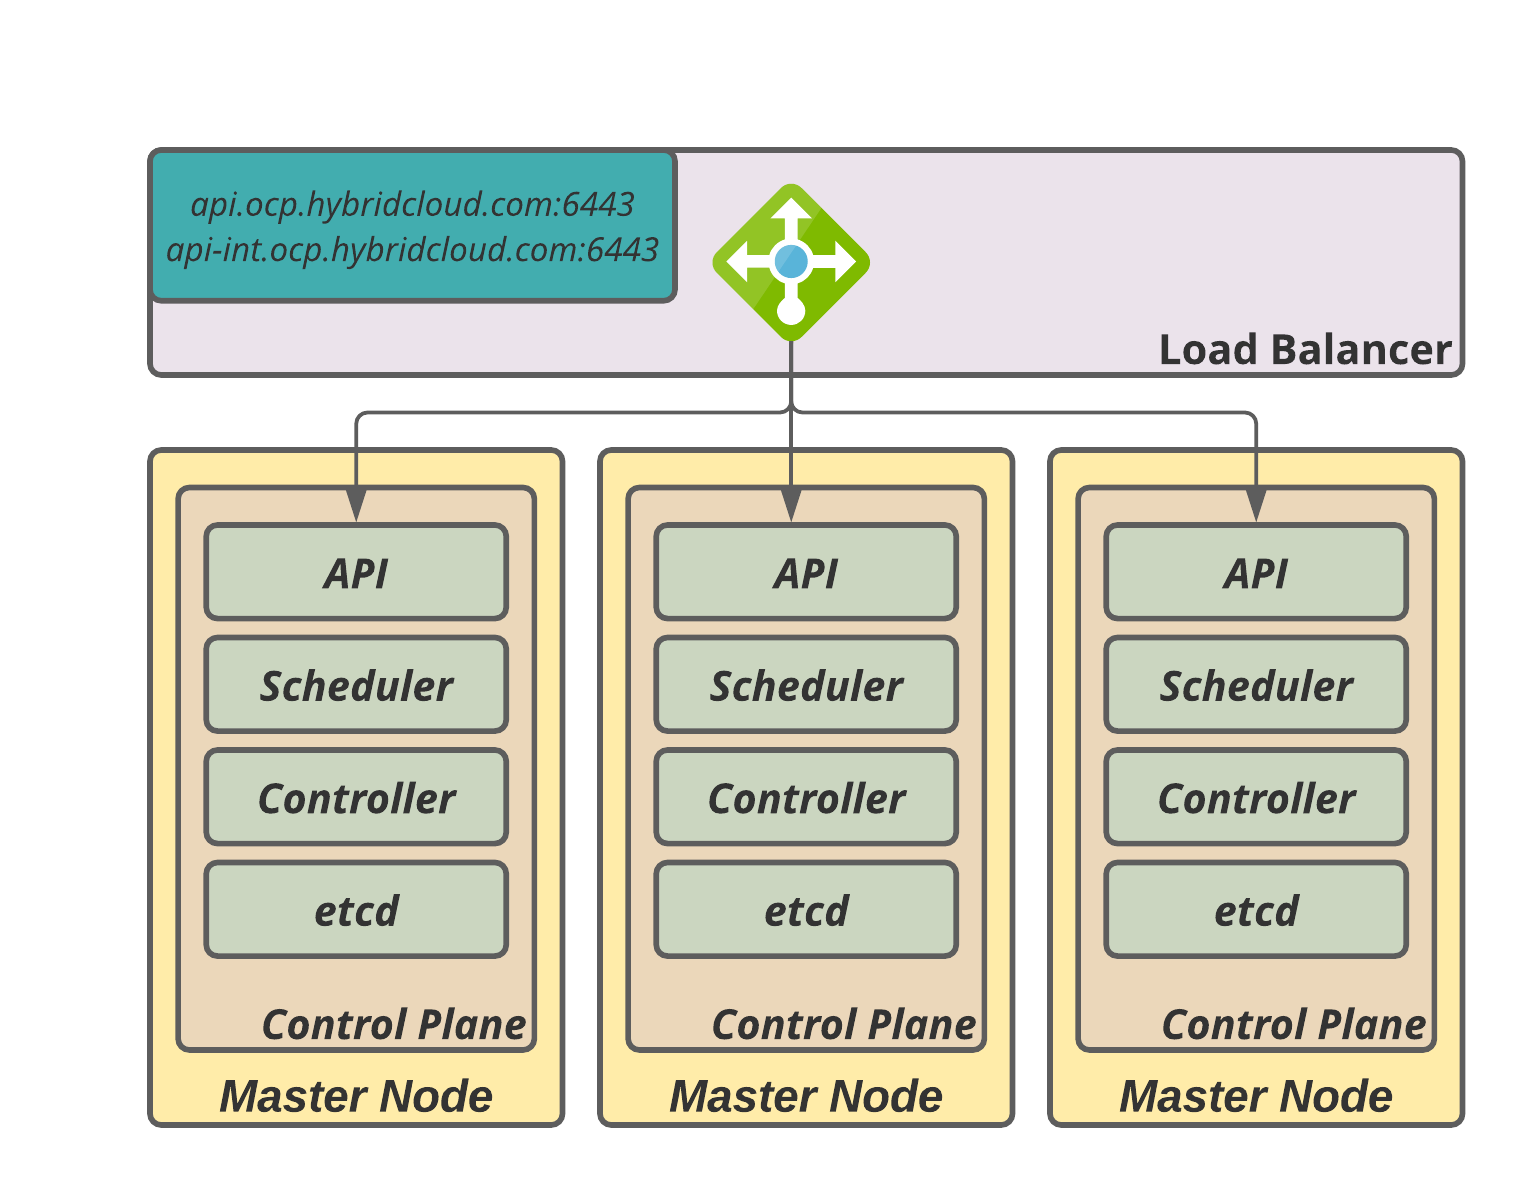 api.ocp.hybridcloud.com:6443
api-int.ocp.hybridcloud.com:6443
Load Balancer
API
Scheduler
Controller
etcd
Control Plane
Master Node
API
Scheduler
Controller
etcd
Control Plane
Master Node
API
Scheduler
Controller
etcd
Control Plane
Master Node